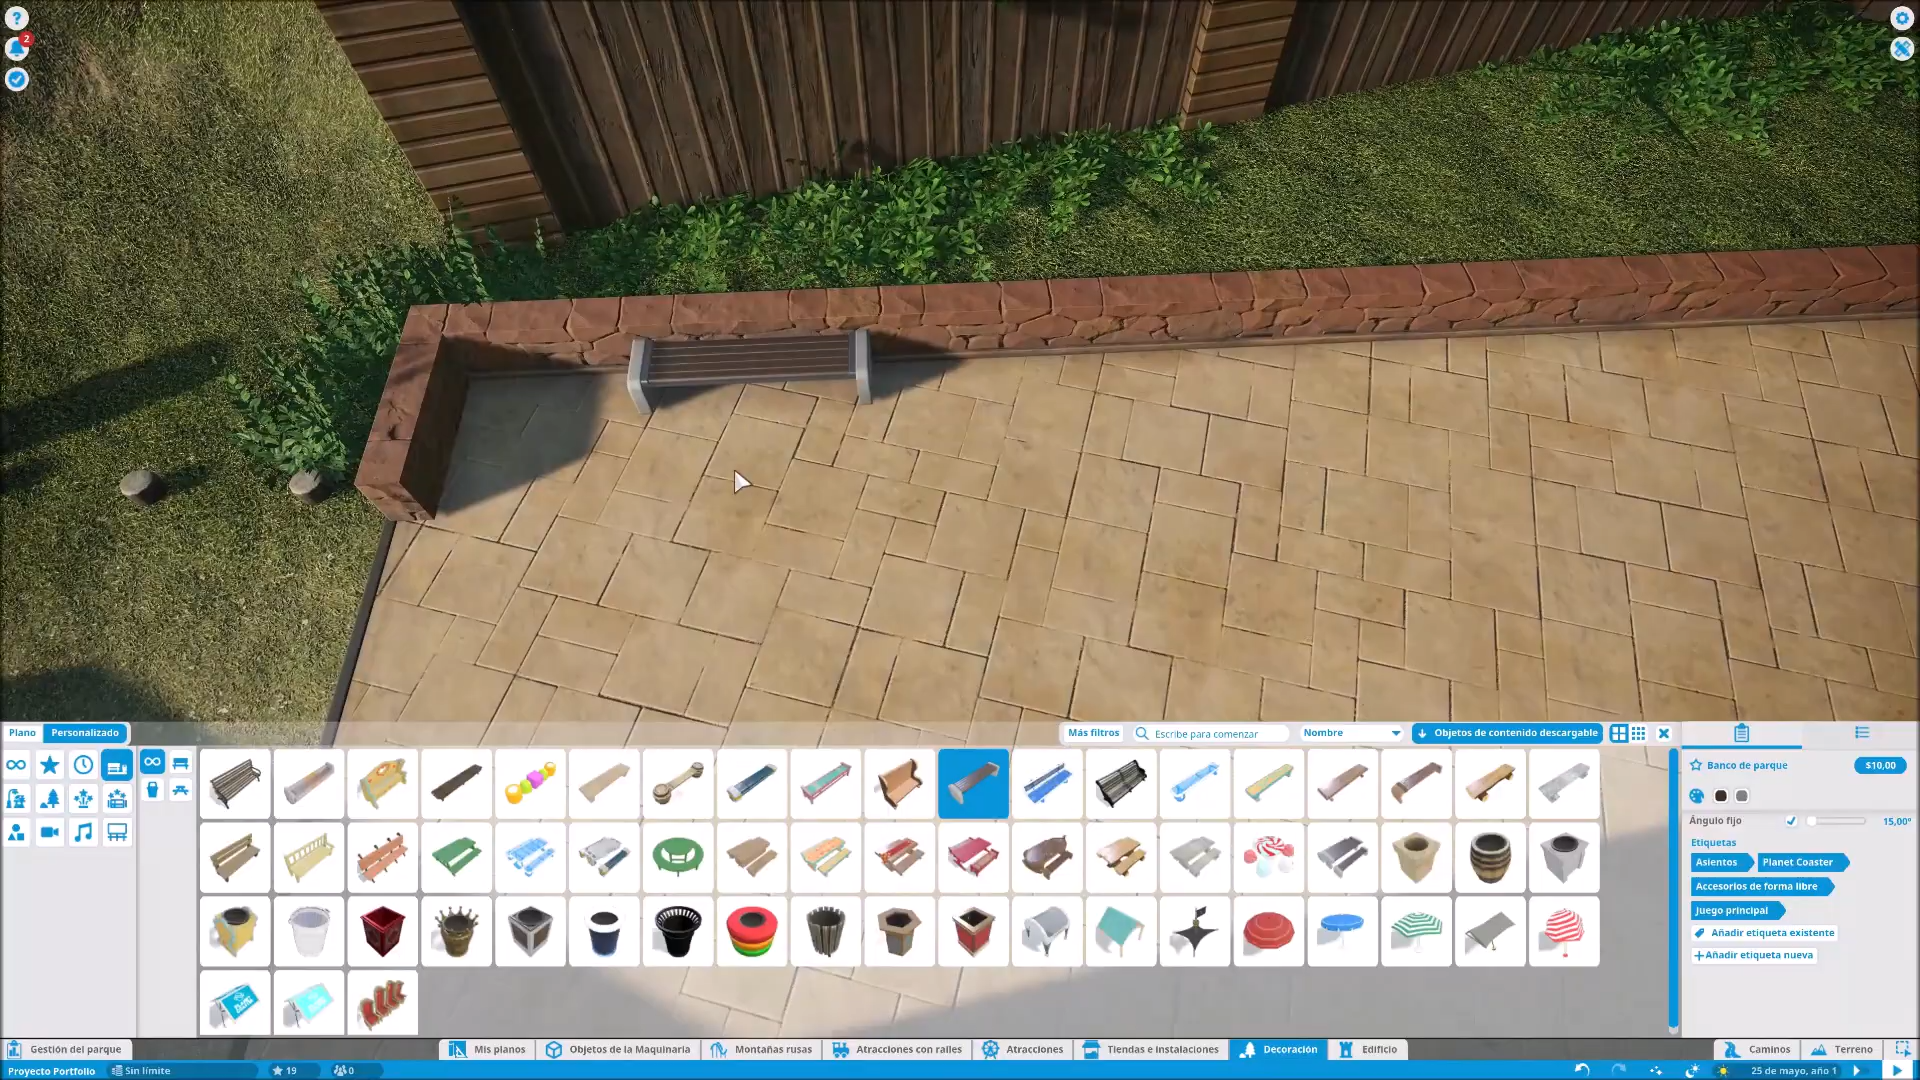 ?
2
Plano
Personalizado
Más filtros
Escribe para comenzar
Nombre
Objetos de contenido descargable
Banco de parque
$10,00
Ángulo fijo
15,00°
Etiquetas
Asientos
Planet Coaster
Accesorios de forma libre
Juego principal
Añadir etiqueta existente
+Añadir etiqueta nueva
Gestión del parque
Mis planos
Objetos de la Maquinaria
Montañas rusas
Atracciones con raíles
Atracciones
Tiendas e instalaciones
Decoración
Edificio
Caminos
Terreno
Proyecto Portfolio
Sin límite
19
0
25 de mayo, año 1